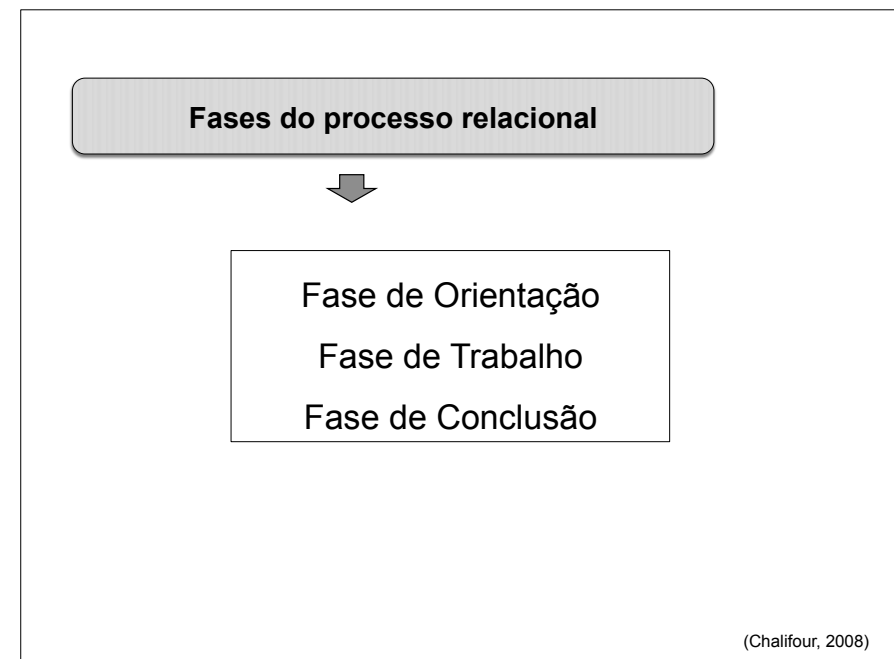 Fases do processo relacional
Fase de Orientação
Fase de Trabalho
Fase de Conclusão
(Chalifour, 2008)